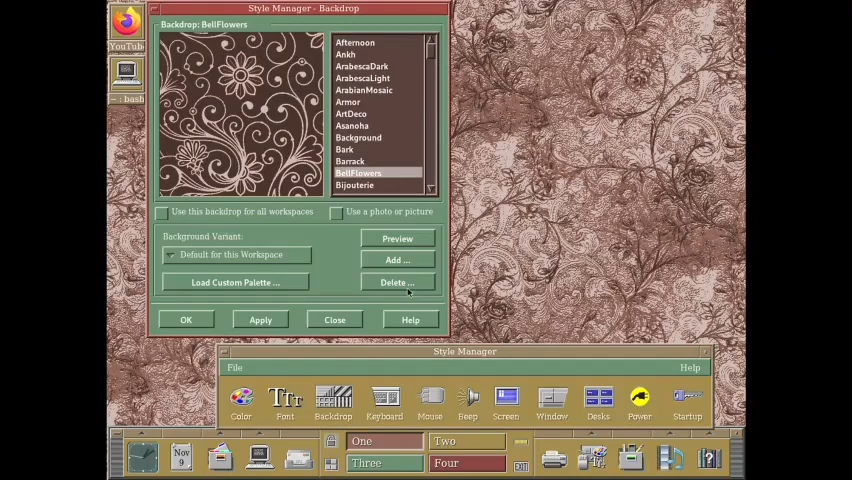 Style Manager - Backdrop
YouTube
~ : bash
Backdrop: BellFlowers
Afternoon
Ankh
ArabescaDark
ArabescaLight
ArabianMosaic
Armor
ArtDeco
Asanoha
Background
Bark
Barrack
BellFlowers
Bijouterie
Use this backdrop for all workspaces
Use a photo or picture
Background Variant:
Default for this Workspace
Load Custom Palette ...
Preview
Add ...
Delete ...
OK
Apply
Close
Help
Style Manager
File
Help
Color
Font
Backdrop
Keyboard
Mouse
Beep
Screen
Window
Desks
Power
Startup
Nov
9
One
Two
Three
Four